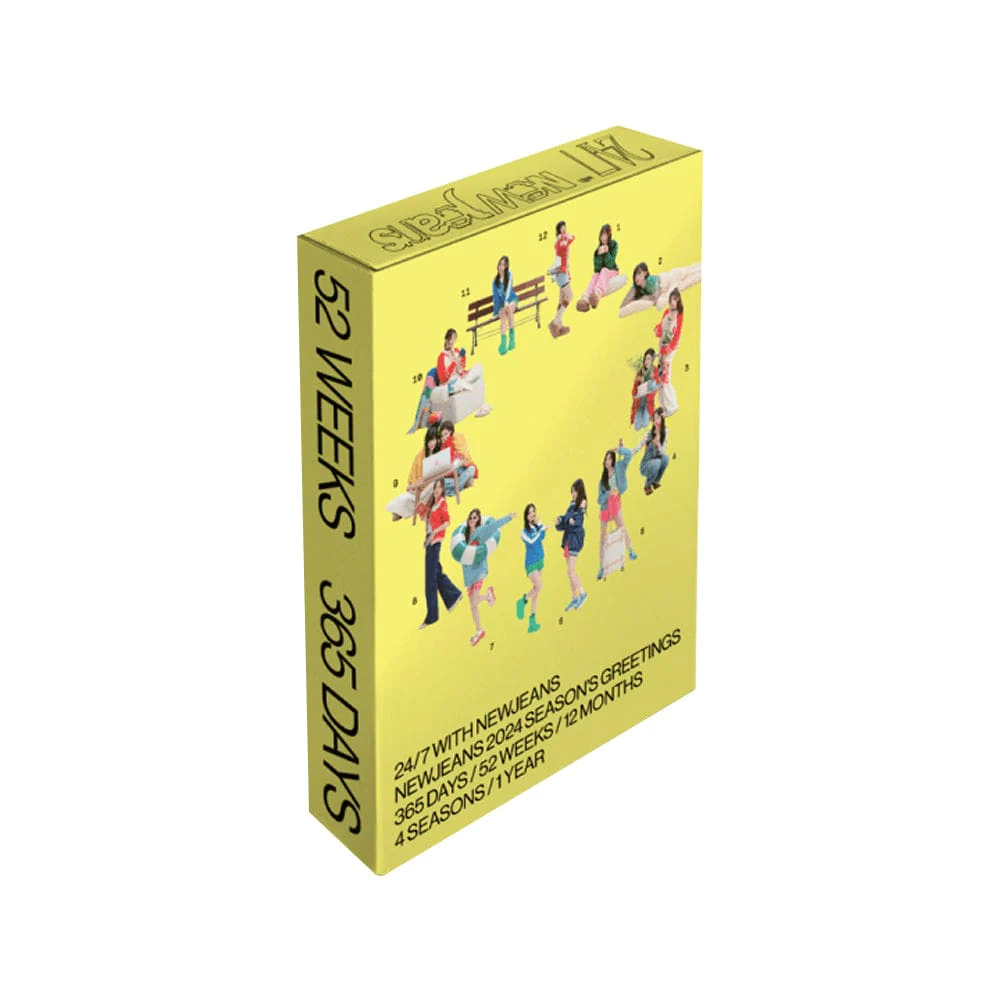 24/7 with NewJeans
52 WEEKS 365 DAYS
12
1
11
2
10
3
9
4
8
5
7
6
24/7 WITH NEWJEANS
NEWJEANS 2024 SEASON'S GREETINGS
365 DAYS / 52 WEEKS / 12 MONTHS
4 SEASONS / 1 YEAR